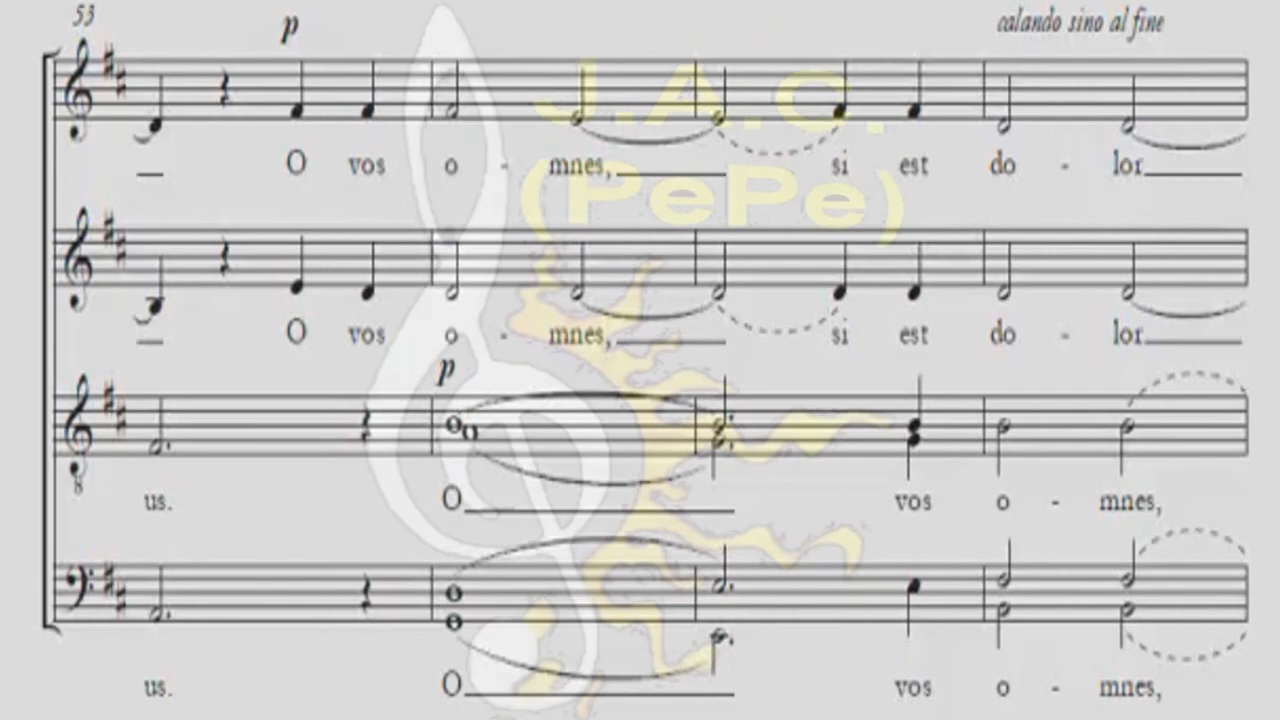 53
p
calando sino al fine
J.A.C.
O vos o - mnes, si est do - lor
(PePe)
O vos o - mnes, si est do - lor
p
8
us. O vos o - mnes,
us. O vos o - mnes,